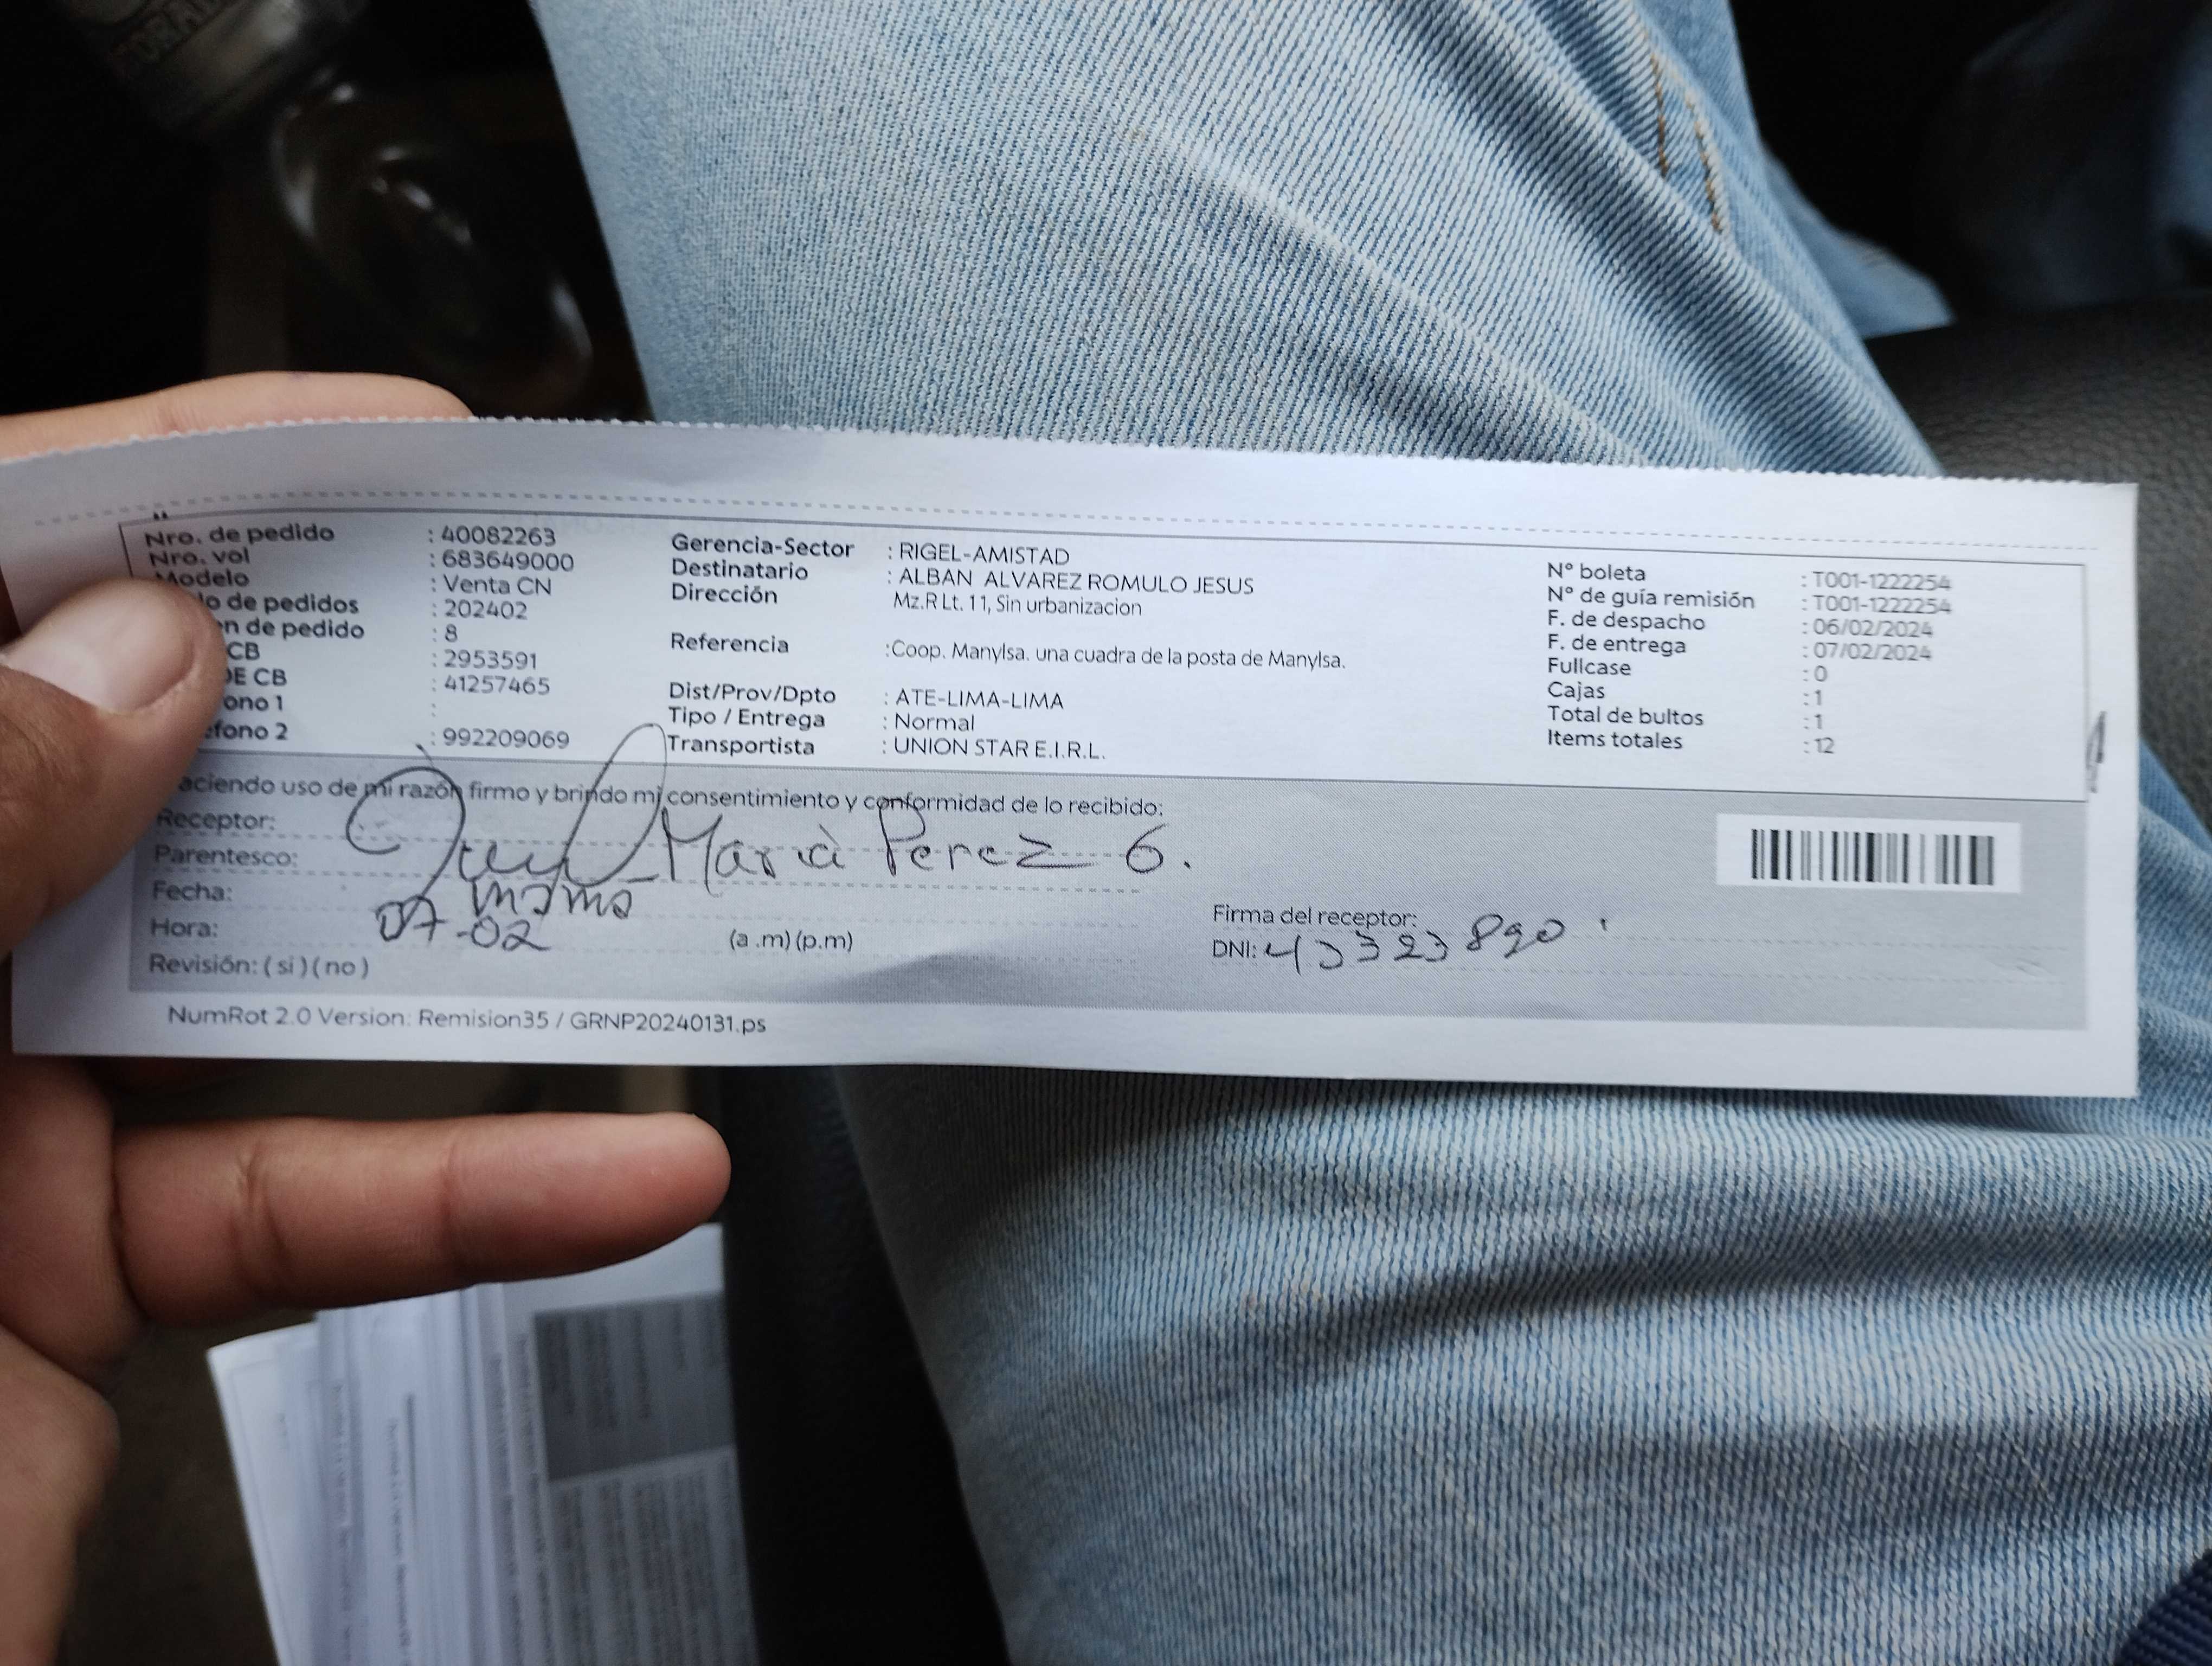 Nro. de pedido : 40082263
Nro. vol : 683649000
Modelo : Venta CN
lo de pedidos : 202402
n de pedido : 8
CB : 2953591
DE CB : 41257465
ono 1 :
éfono 2 : 992209069
Gerencia-Sector : RIGEL-AMISTAD
Destinatario : ALBAN ALVAREZ ROMULO JESUS
Dirección Mz.R Lt. 11, Sin urbanizacion
Referencia :Coop. Manylsa. una cuadra de la posta de Manylsa.
Dist/Prov/Dpto : ATE-LIMA-LIMA
Tipo / Entrega : Normal
Transportista : UNION STAR E.I.R.L.
N° boleta : T001-1222254
N° de guía remisión : T001-1222254
F. de despacho : 06/02/2024
F. de entrega : 07/02/2024
Fullcase : 0
Cajas : 1
Total de bultos : 1
Items totales : 12
aciendo uso de mi razón firmo y brindo mi consentimiento y conformidad de lo recibido:
Receptor: Maria Perez G.
Parentesco: mama
Fecha: 07-02
Hora: (a .m) (p.m)
Revisión: ( si ) ( no )
Firma del receptor:
DNI: 43323890
NumRot 2.0 Version: Remision35 / GRNP20240131.ps